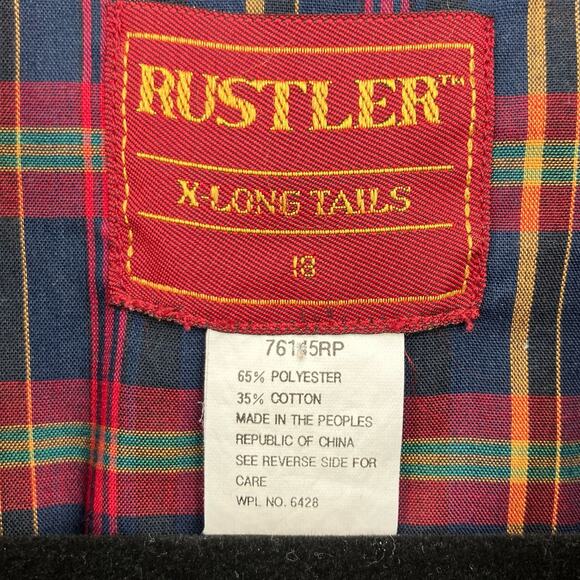 RUSTLER™
X-LONG TAILS
18
76145RP
65% POLYESTER
35% COTTON
MADE IN THE PEOPLES
REPUBLIC OF CHINA
SEE REVERSE SIDE FOR
CARE
WPL NO. 6428